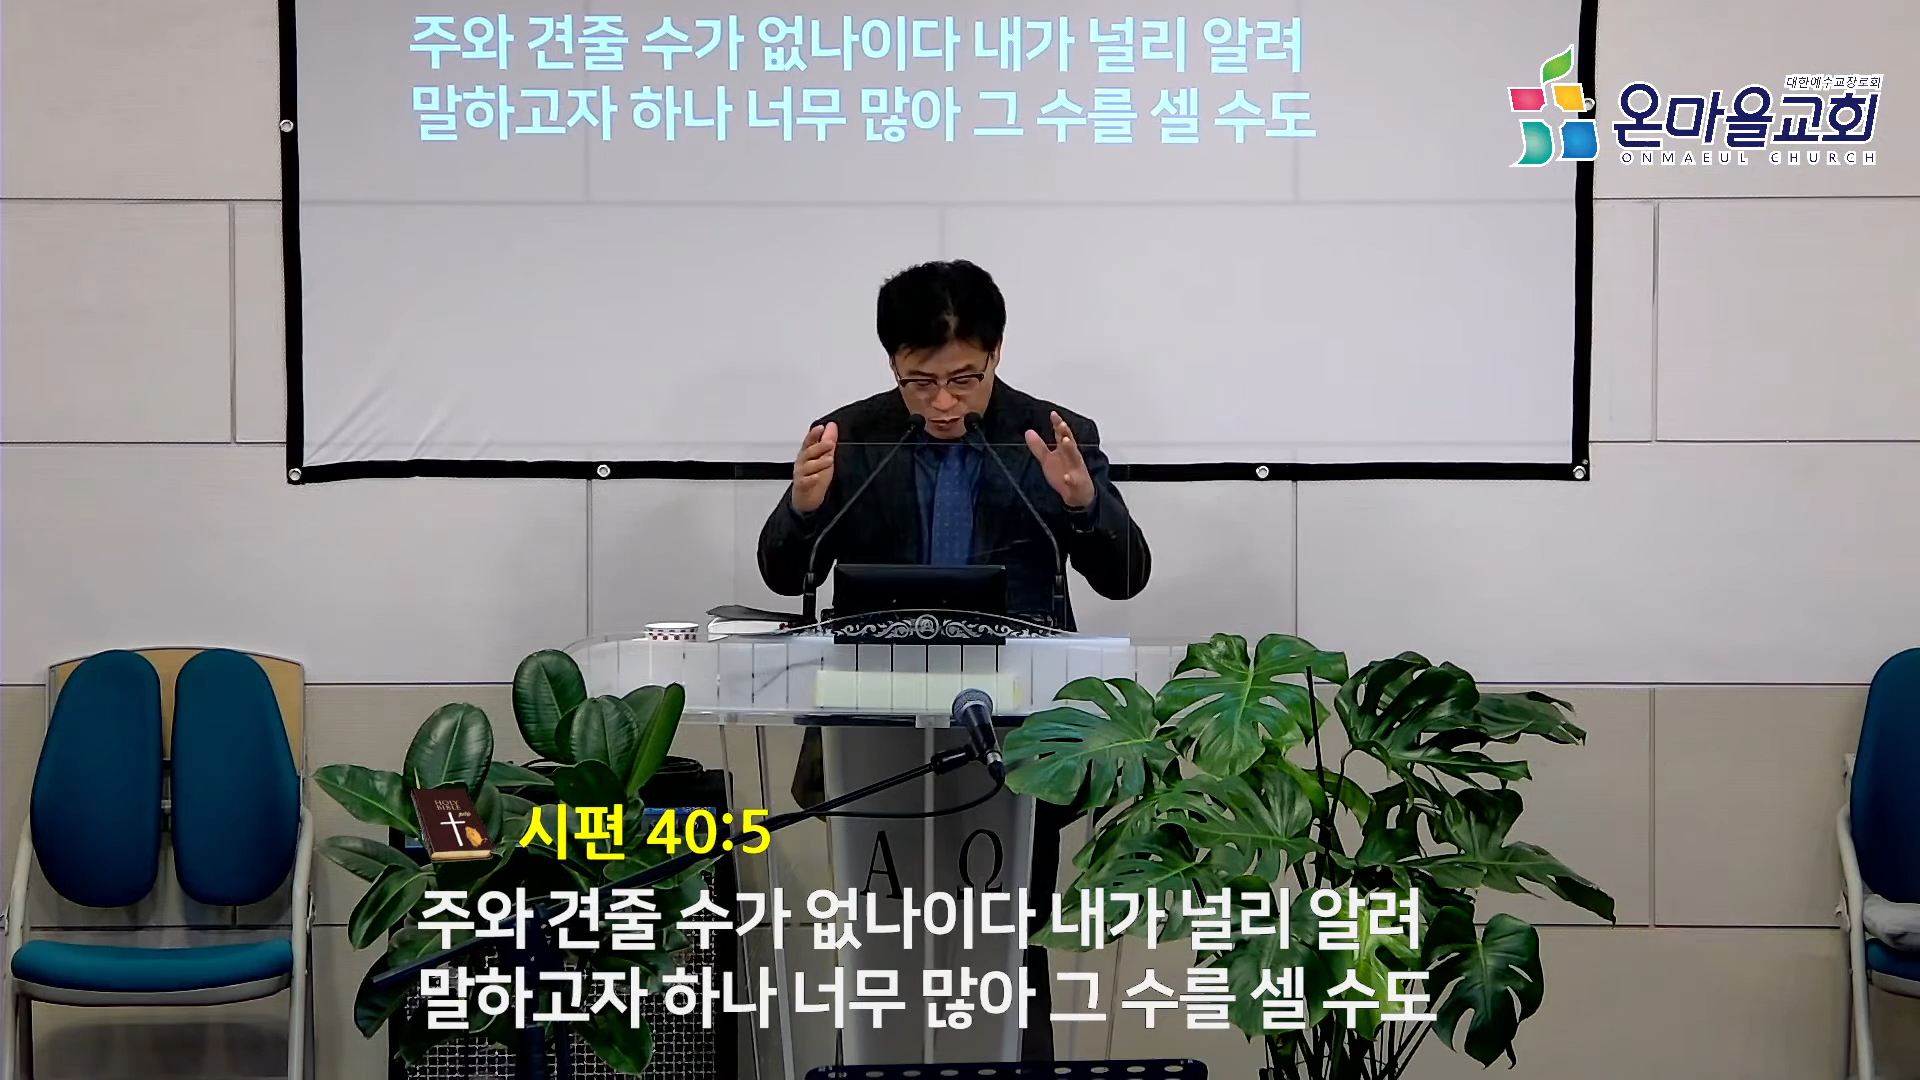 주와 견줄 수가 없나이다 내가 널리 알려
말하고자 하나 너무 많아 그 수를 셀 수도
대한예수교장로회
온마을교회
ONMAEUL CHURCH
HOLY
BIBLE
시편 40:5
Α Ω
주와 견줄 수가 없나이다 내가 널리 알려
말하고자 하나 너무 많아 그 수를 셀 수도